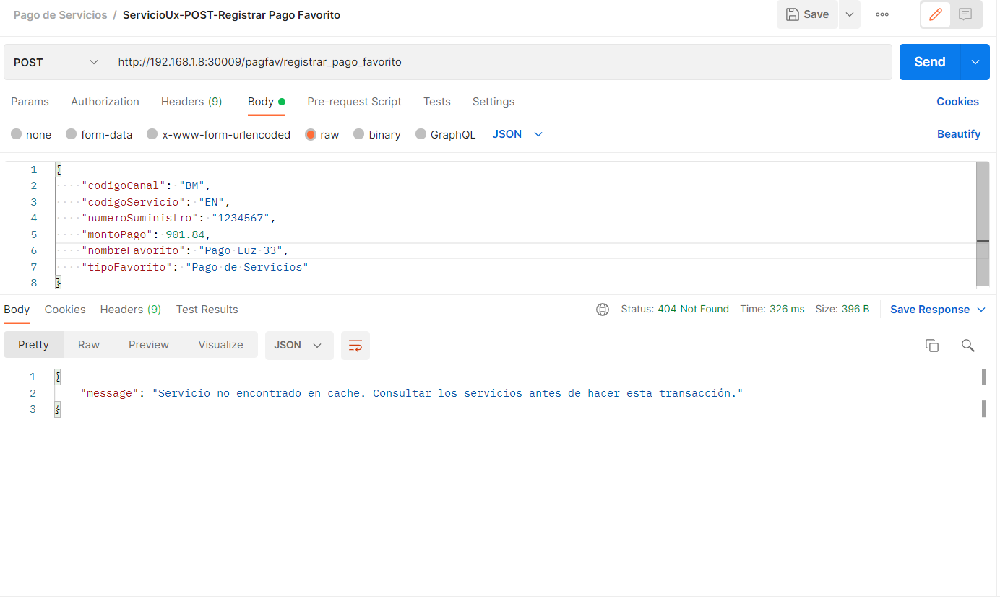 Pago de Servicios / ServicioUx-POST-Registrar Pago Favorito Save
POST http://192.168.1.8:30009/pagfav/registrar_pago_favorito Send
Params Authorization Headers (9) Body Pre-request Script Tests Settings Cookies
none form-data x-www-form-urlencoded raw binary GraphQL JSON Beautify
1 {
2 "codigoCanal": "BM",
3 "codigoServicio": "EN",
4 "numeroSuministro": "1234567",
5 "montoPago": 901.84,
6 "nombreFavorito": "Pago Luz 33",
7 "tipoFavorito": "Pago de Servicios"
8 }
Body Cookies Headers (9) Test Results Status: 404 Not Found Time: 326 ms Size: 396 B Save Response
Pretty Raw Preview Visualize JSON
1 {
2 "message": "Servicio no encontrado en cache. Consultar los servicios antes de hacer esta transacción."
3 }